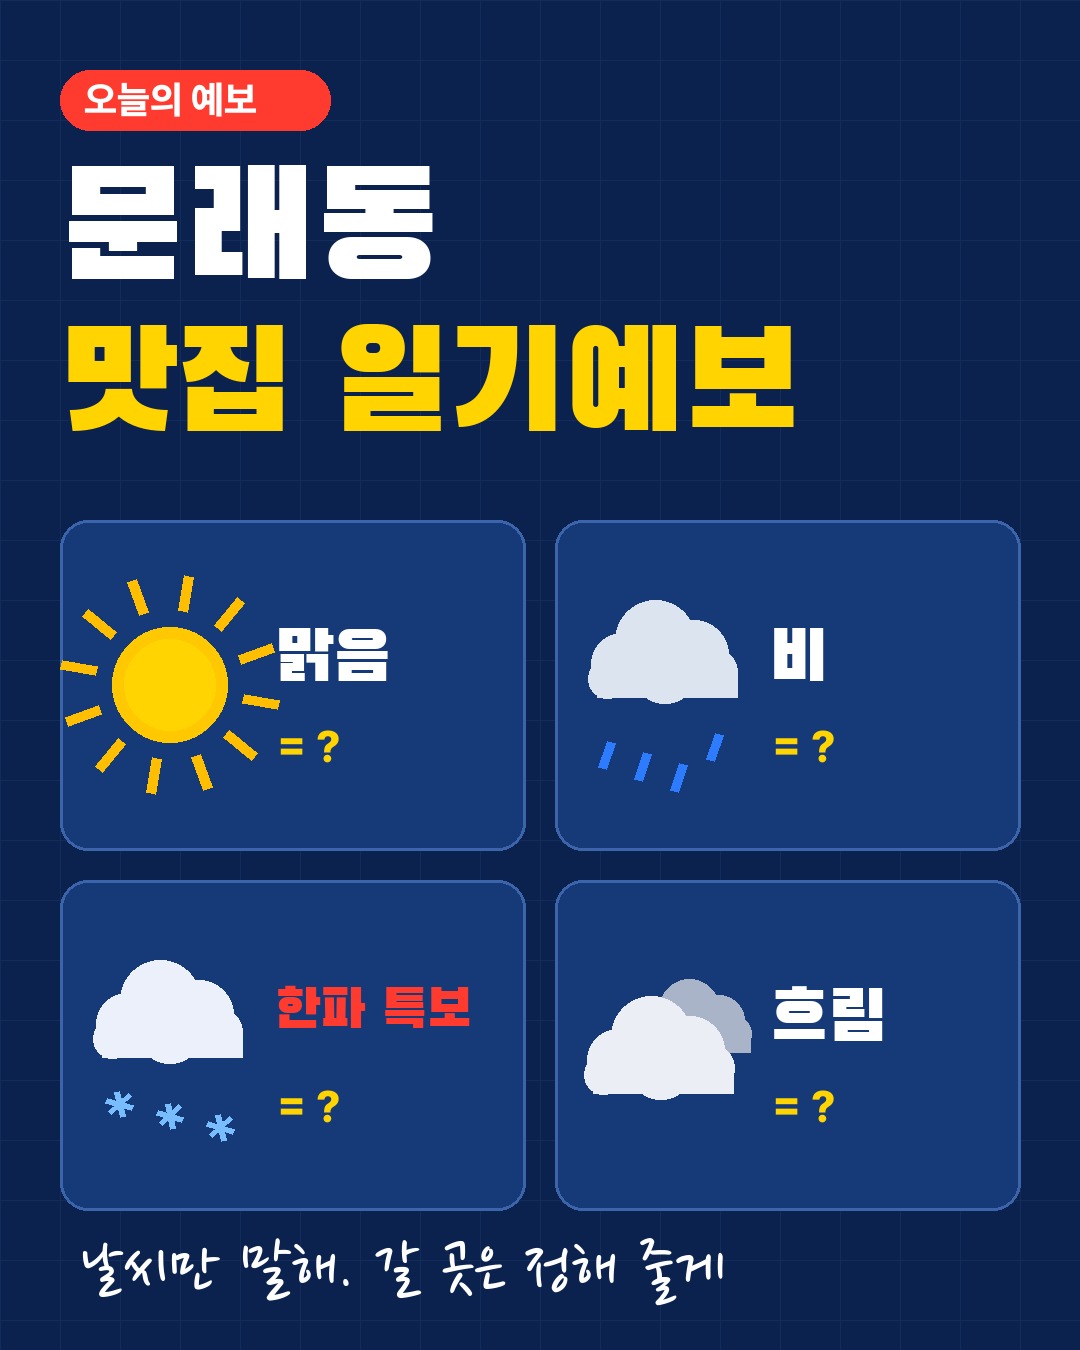 오늘의 예보
문래동
맛집 일기예보
맑음
= ?
비
= ?
한파 특보
= ?
흐림
= ?
날씨만 말해. 갈 곳은 정해 줄게